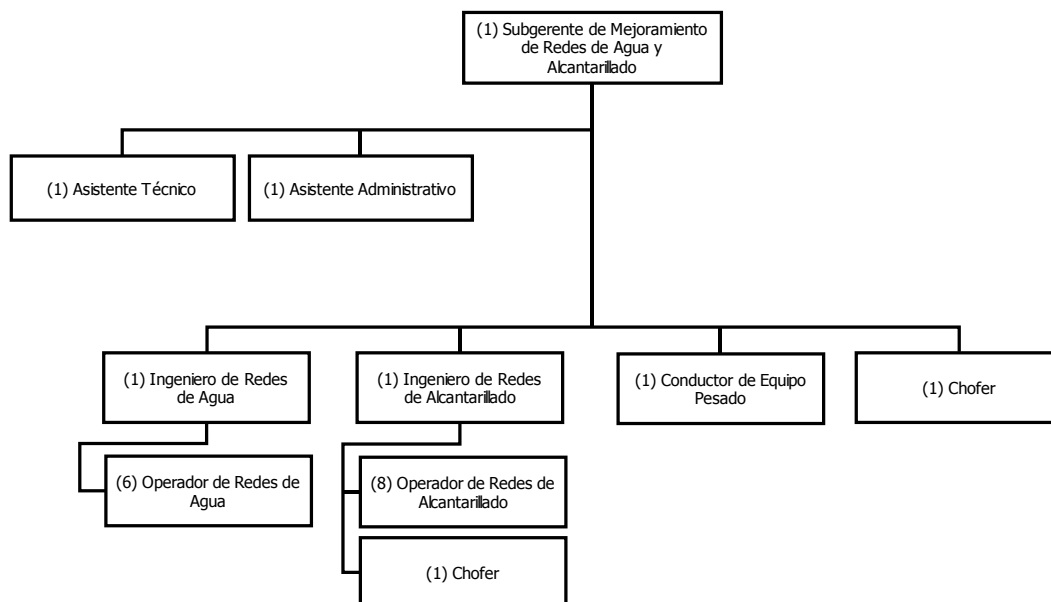 (1) Subgerente de Mejoramiento
de Redes de Agua y
Alcantarillado
(1) Asistente Técnico
(1) Asistente Administrativo
(1) Ingeniero de Redes
de Agua
(1) Ingeniero de Redes
de Alcantarillado
(1) Conductor de Equipo
Pesado
(1) Chofer
(6) Operador de Redes de
Agua
(8) Operador de Redes de
Alcantarillado
(1) Chofer